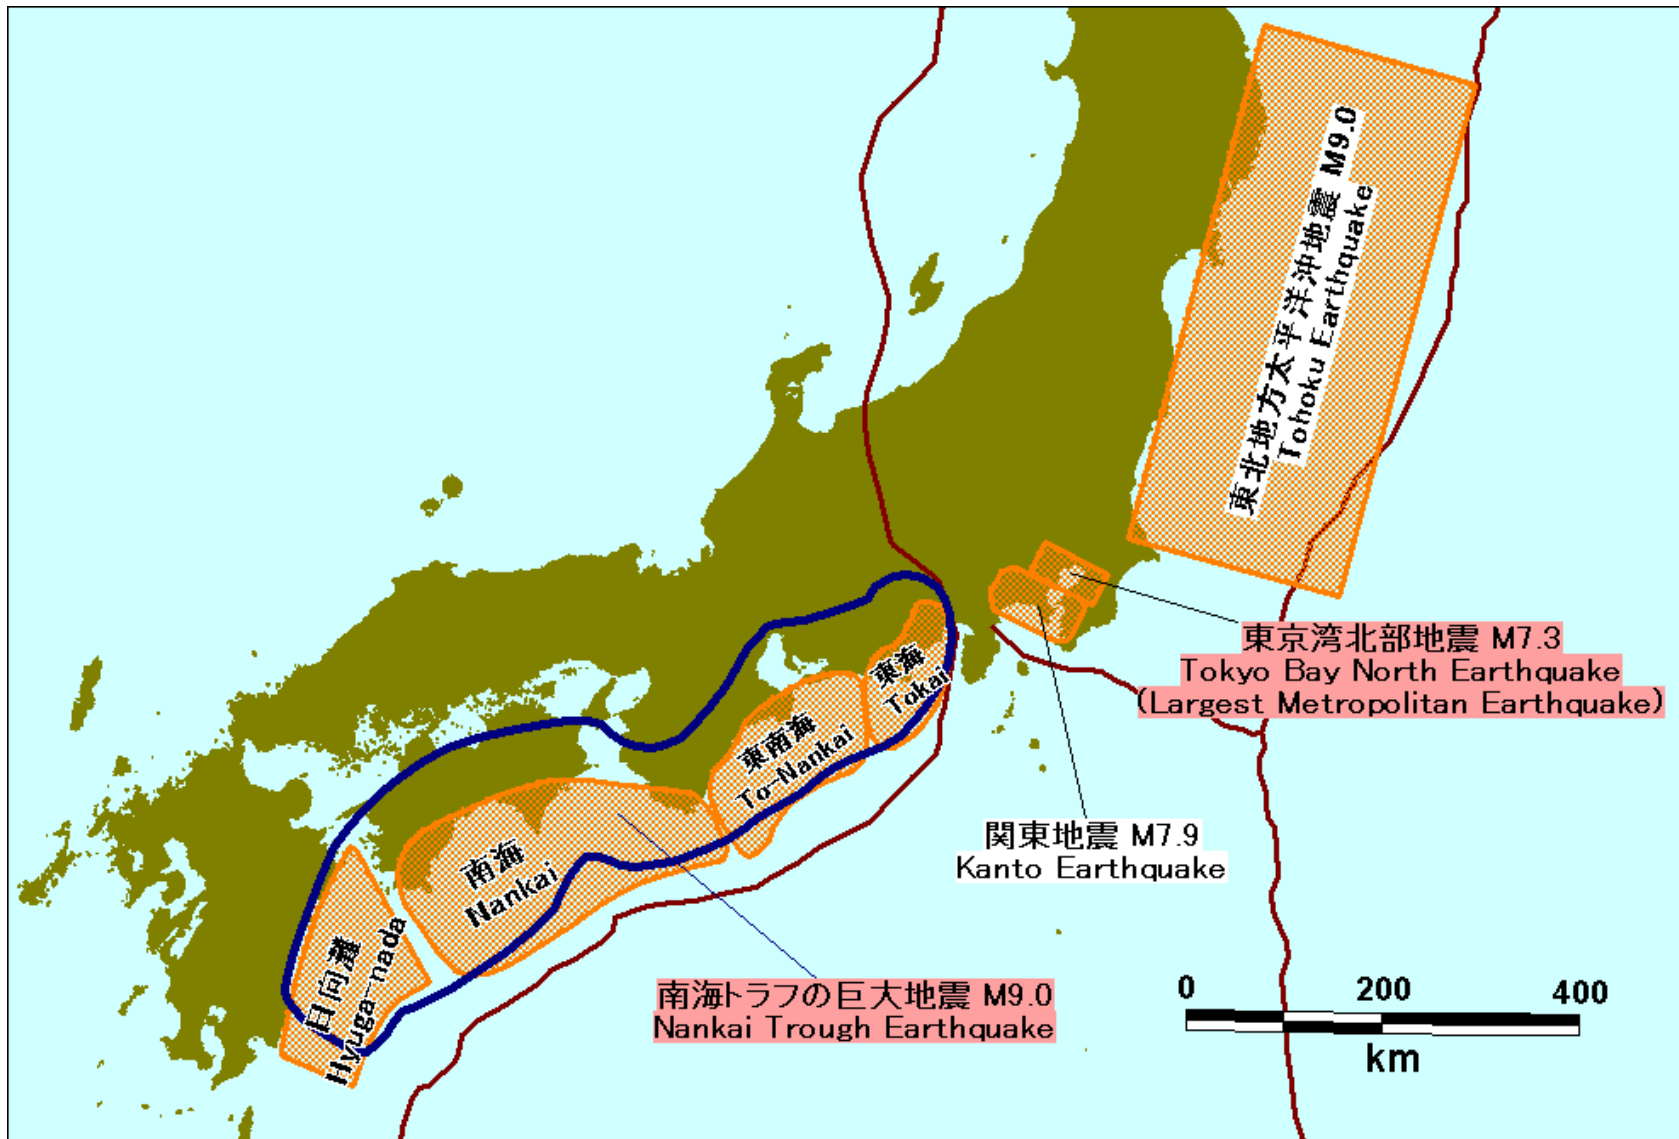 東北地方太平洋沖地震 M9.0
Tohoku Earthquake
東京湾北部地震 M7.3
Tokyo Bay North Earthquake
(Largest Metropolitan Earthquake)
東海
Tokai
東南海
To-Nankai
関東地震 M7.9
Kanto Earthquake
南海
Nankai
日向灘
Hyuga-nada
南海トラフの巨大地震 M9.0
Nankai Trough Earthquake
0 200 400
km